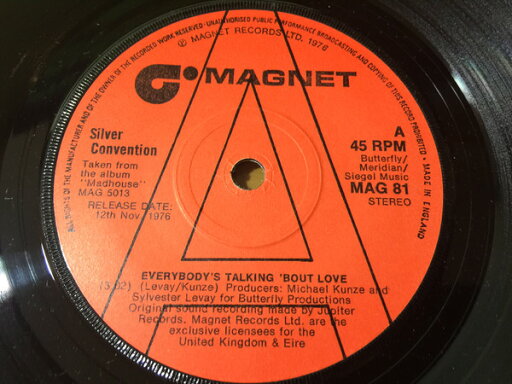 ALL RIGHTS OF THE MANUFACTURER AND OF THE OWNER OF THE RECORDED WORK RESERVED · UNAUTHORISED PUBLIC PERFORMANCE BROADCASTING AND COPYING OF THIS RECORD PROHIBITED · MADE IN ENGLAND
℗ MAGNET RECORDS LTD. 1976
MAGNET
Silver
Convention
Taken from
the album
"Madhouse"
MAG 5013
RELEASE DATE:
12th Nov. 1976
A
A
45 RPM
Butterfly/
Meridian/
Siegel Music
MAG 81
STEREO
EVERYBODY'S TALKING 'BOUT LOVE
(3.02) (Levay/Kunze) Producers: Michael Kunze and
Sylvester Levay for Butterfly Productions
Original sound recording made by Jupiter
Records. Magnet Records Ltd. are the
exclusive licensees for the
United Kingdom & Eire